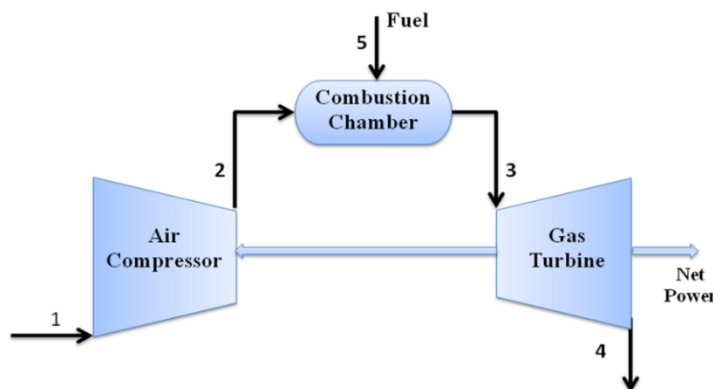 5
Fuel
Combustion
Chamber
2
3
Air
Compressor
Gas
Turbine
Net
Power
1
4